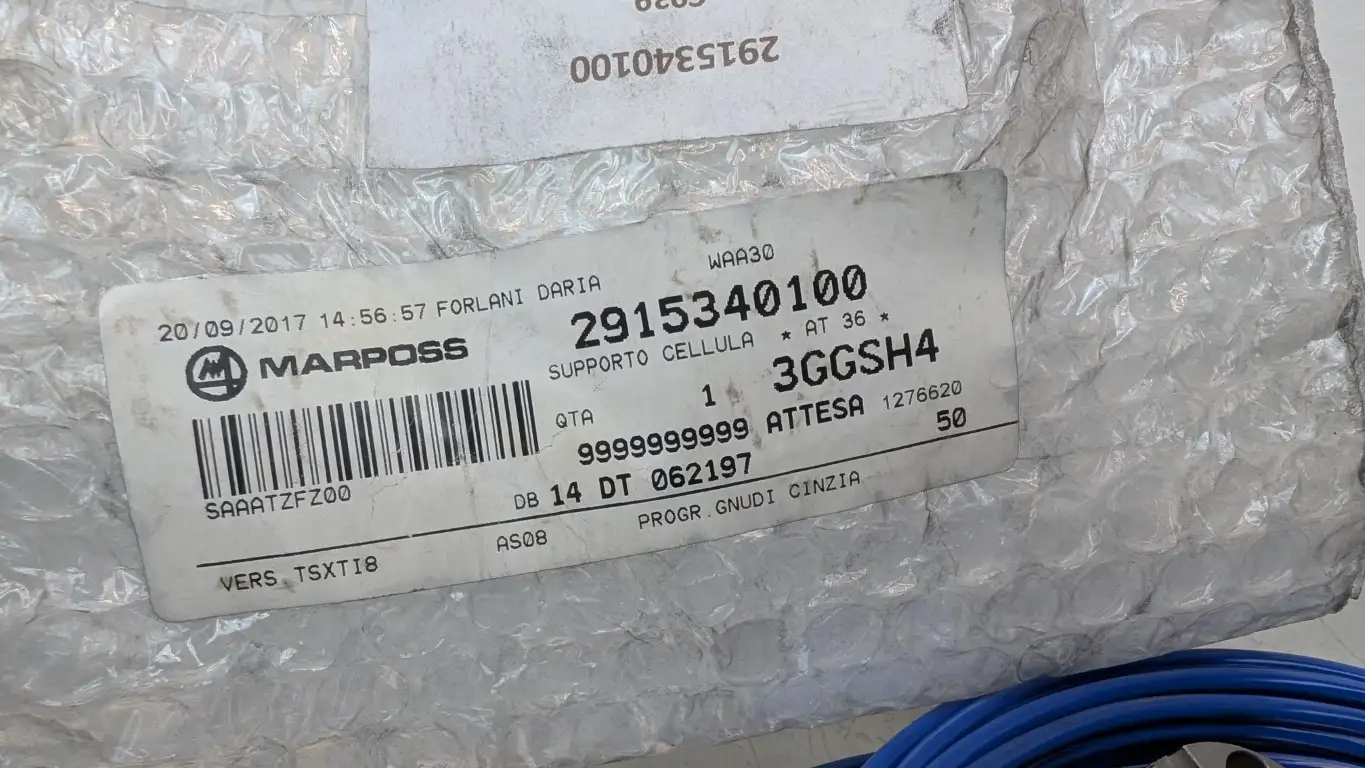 2915340100
20/09/2017 14:56:57 FORLANI DARIA
WAA30
MARPOSS
2915340100
SUPPORTO CELLULA * AT 36 *
QTA 1 3GGSH4
9999999999 ATTESA 1276620
SAAATZFZ00
DB 14 DT 062197 50
VERS.TSXTI8 AS08 PROGR.GNUDI CINZIA